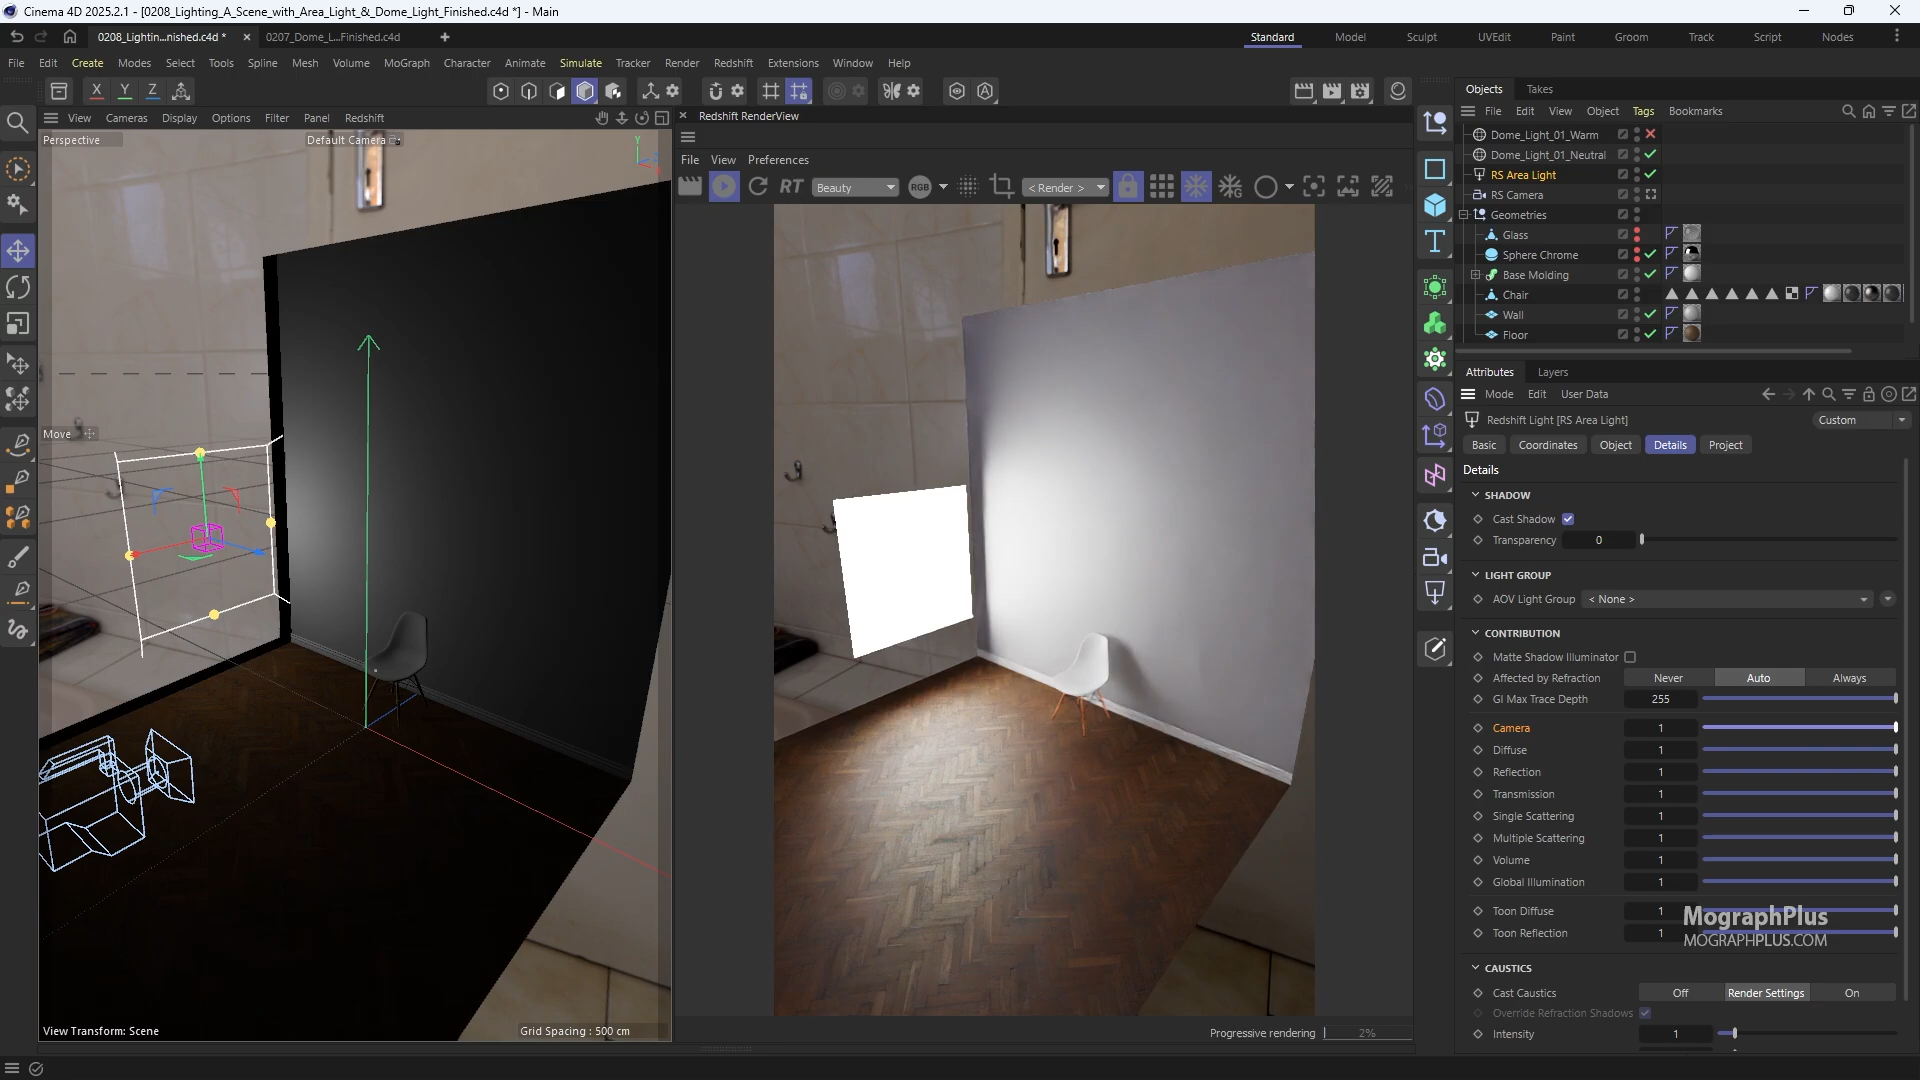 Cinema 4D 2025.2.1 - [0208_Lighting_A_Scene_with_Area_Light_&_Dome_Light_Finished.c4d *] - Main
0208_Lightin...nished.c4d *
0207_Dome_L...Finished.c4d
Standard Model Sculpt UVEdit Paint Groom Track Script Nodes
File Edit Create Modes Select Tools Spline Mesh Volume MoGraph Character Animate Simulate Tracker Render Redshift Extensions Window Help
X Y Z
View Cameras Display Options Filter Panel Redshift
Perspective
Default Camera
Y
Move
View Transform: Scene
Grid Spacing : 500 cm
Redshift RenderView
File View Preferences
RT Beauty RGB < Render >
Progressive rendering 2%
Objects Takes
File Edit View Object Tags Bookmarks
Dome_Light_01_Warm
Dome_Light_01_Neutral
RS Area Light
RS Camera
Geometries
Glass
Sphere Chrome
Base Molding
Chair
Wall
Floor
Attributes Layers
Mode Edit User Data
Redshift Light [RS Area Light]
Custom
Basic Coordinates Object Details Project
Details
SHADOW
Cast Shadow
Transparency 0
LIGHT GROUP
AOV Light Group < None >
CONTRIBUTION
Matte Shadow Illuminator
Affected by Refraction Never Auto Always
GI Max Trace Depth 255
Camera 1
Diffuse 1
Reflection 1
Transmission 1
Single Scattering 1
Multiple Scattering 1
Volume 1
Global Illumination 1
Toon Diffuse 1
Toon Reflection 1
MographPlus
MOGRAPHPLUS.COM
CAUSTICS
Cast Caustics Off Render Settings On
Override Refraction Shadows
Intensity 1